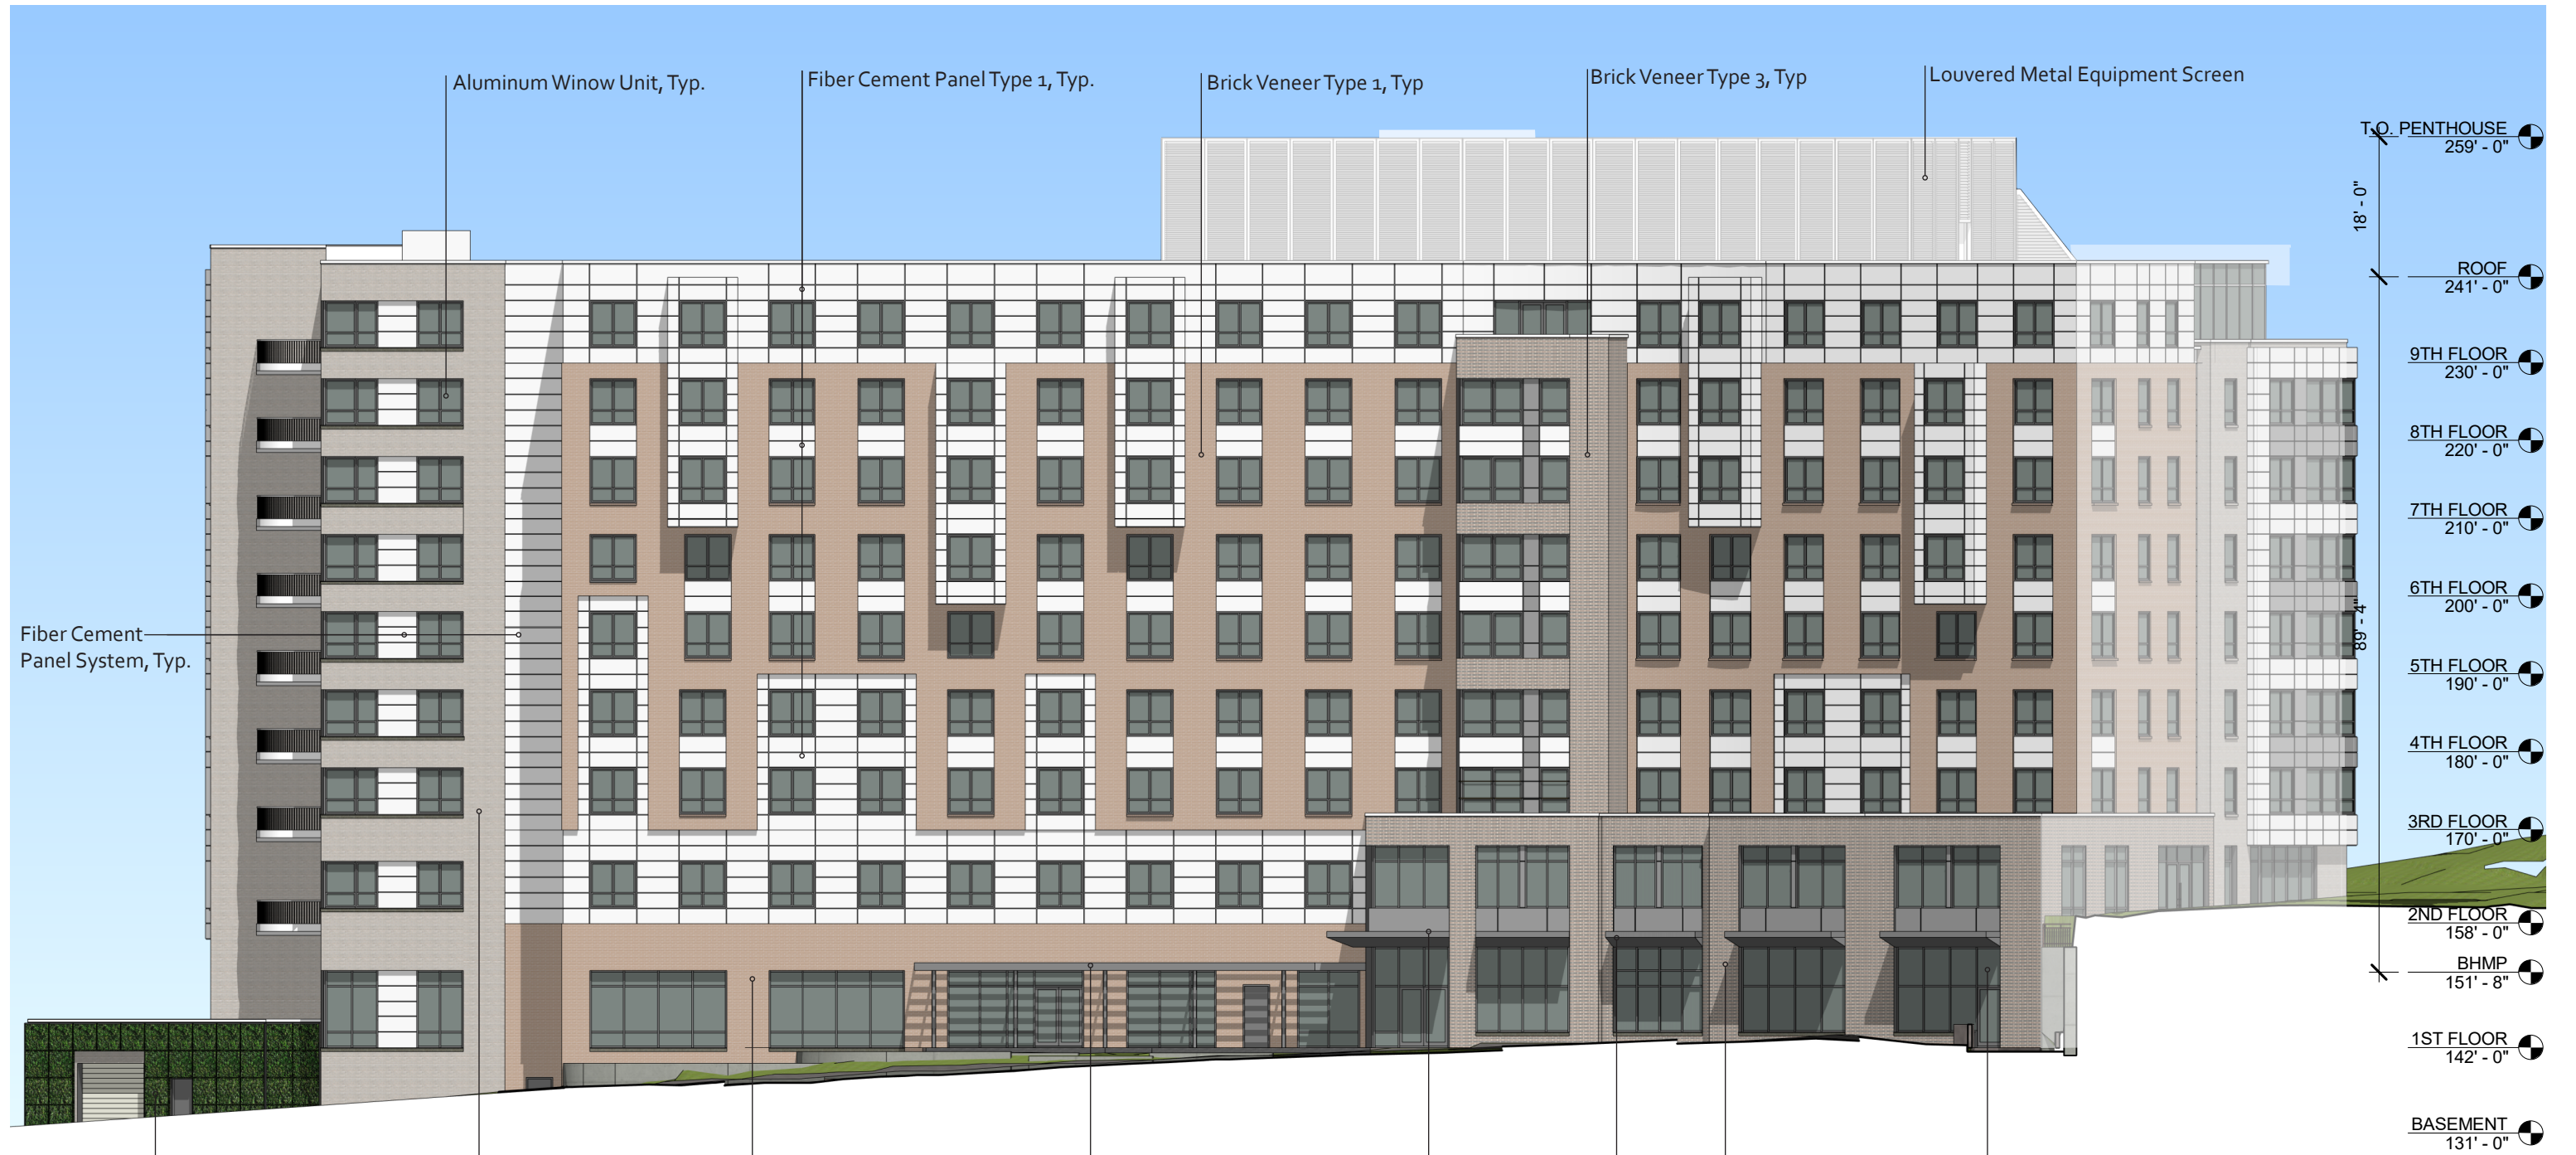 Aluminum Winow Unit, Typ.
Fiber Cement Panel Type 1, Typ.
Brick Veneer Type 1, Typ
Brick Veneer Type 3, Typ
Louvered Metal Equipment Screen
T.O. PENTHOUSE
259' - 0"
18' - 0"
ROOF
241' - 0"
9TH FLOOR
230' - 0"
8TH FLOOR
220' - 0"
7TH FLOOR
210' - 0"
6TH FLOOR
200' - 0"
89' - 4"
Fiber Cement
Panel System, Typ.
5TH FLOOR
190' - 0"
4TH FLOOR
180' - 0"
3RD FLOOR
170' - 0"
2ND FLOOR
158' - 0"
BHMP
151' - 8"
1ST FLOOR
142' - 0"
BASEMENT
131' - 0"